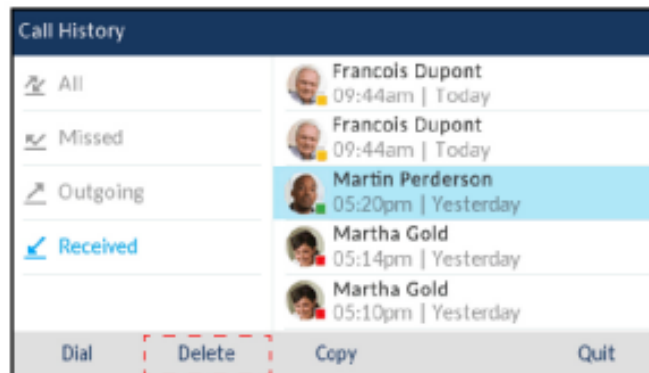 Call History
All
Missed
Outgoing
Received
Francois Dupont
09:44am | Today
Francois Dupont
09:44am | Today
Martin Perderson
05:20pm | Yesterday
Martha Gold
05:14pm | Yesterday
Martha Gold
05:10pm | Yesterday
Dial Delete Copy Quit